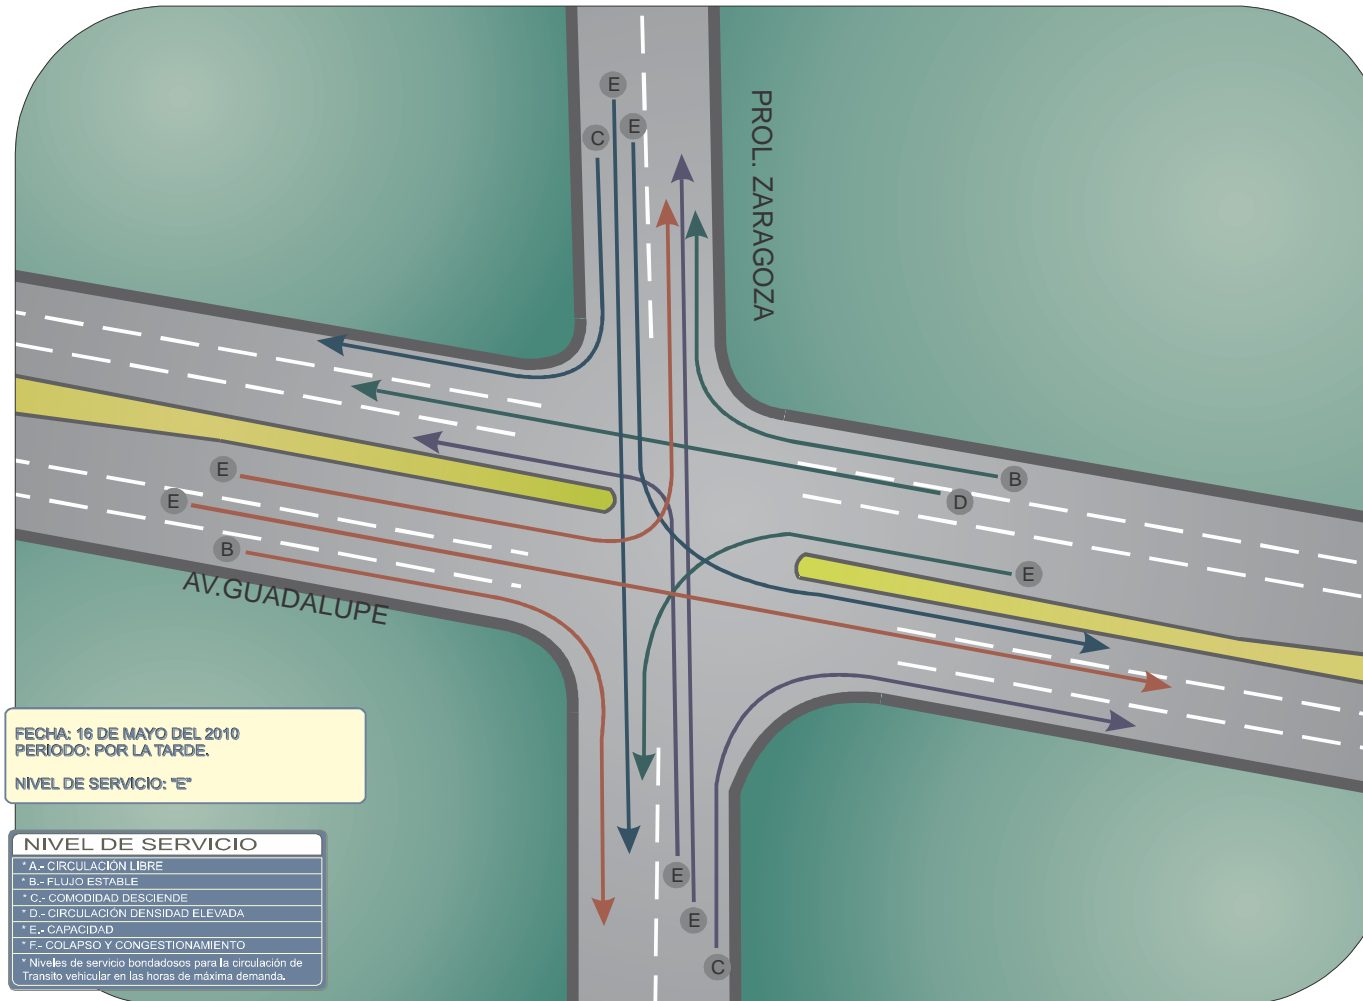 E
E
C
PROL. ZARAGOZA
E
E
B
B
D
E
AV.GUADALUPE
E
E
C
FECHA: 16 DE MAYO DEL 2010
PERIODO: POR LA TARDE.
NIVEL DE SERVICIO: "E"
NIVEL DE SERVICIO
* A.- CIRCULACIÓN LIBRE
* B.- FLUJO ESTABLE
* C.- COMODIDAD DESCIENDE
* D.- CIRCULACIÓN DENSIDAD ELEVADA
* E.- CAPACIDAD
* F.- COLAPSO Y CONGESTIONAMIENTO
* Niveles de servicio bondadosos para la circulación de
Transito vehicular en las horas de máxima demanda.